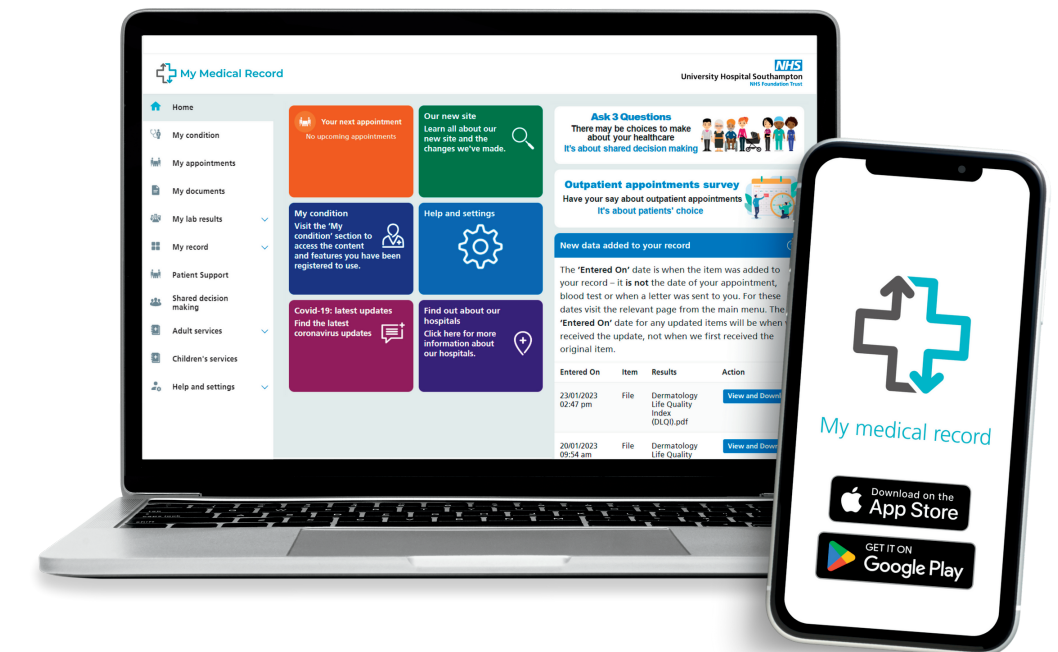 My Medical Record
NHS
University Hospital Southampton
NHS Foundation Trust
Home
My condition
My appointments
My documents
My lab results
My record
Patient Support
Shared decision
making
Adult services
Children's services
Help and settings
Your next appointment
No upcoming appointments
Our new site
Learn all about our
new site and the
changes we've made.
My condition
Visit the 'My
condition' section to
access the content
and features you have been
registered to use.
Help and settings
Covid-19: latest updates
Find the latest
coronavirus updates
Find out about our
hospitals
Click here for more
information about
our hospitals.
Ask 3 Questions
There may be choices to make
about your healthcare
It's about shared decision making
Outpatient appointments survey
Have your say about outpatient appointments
It's about patients' choice
New data added to your record
The 'Entered On' date is when the item was added to
your record – it is not the date of your appointment,
blood test or when a letter was sent to you. For these
dates visit the relevant page from the main menu. The
'Entered On' date for any updated items will be when
received the update, not when we first received the
original item.
Entered On Item Results Action
23/01/2023 File Dermatology View and Downl
02:47 pm Life Quality
Index
(DLQI).pdf
20/01/2023 File Dermatology View and Dow
09:54 am Life Quality
My medical record
Download on the
App Store
GET IT ON
Google Play